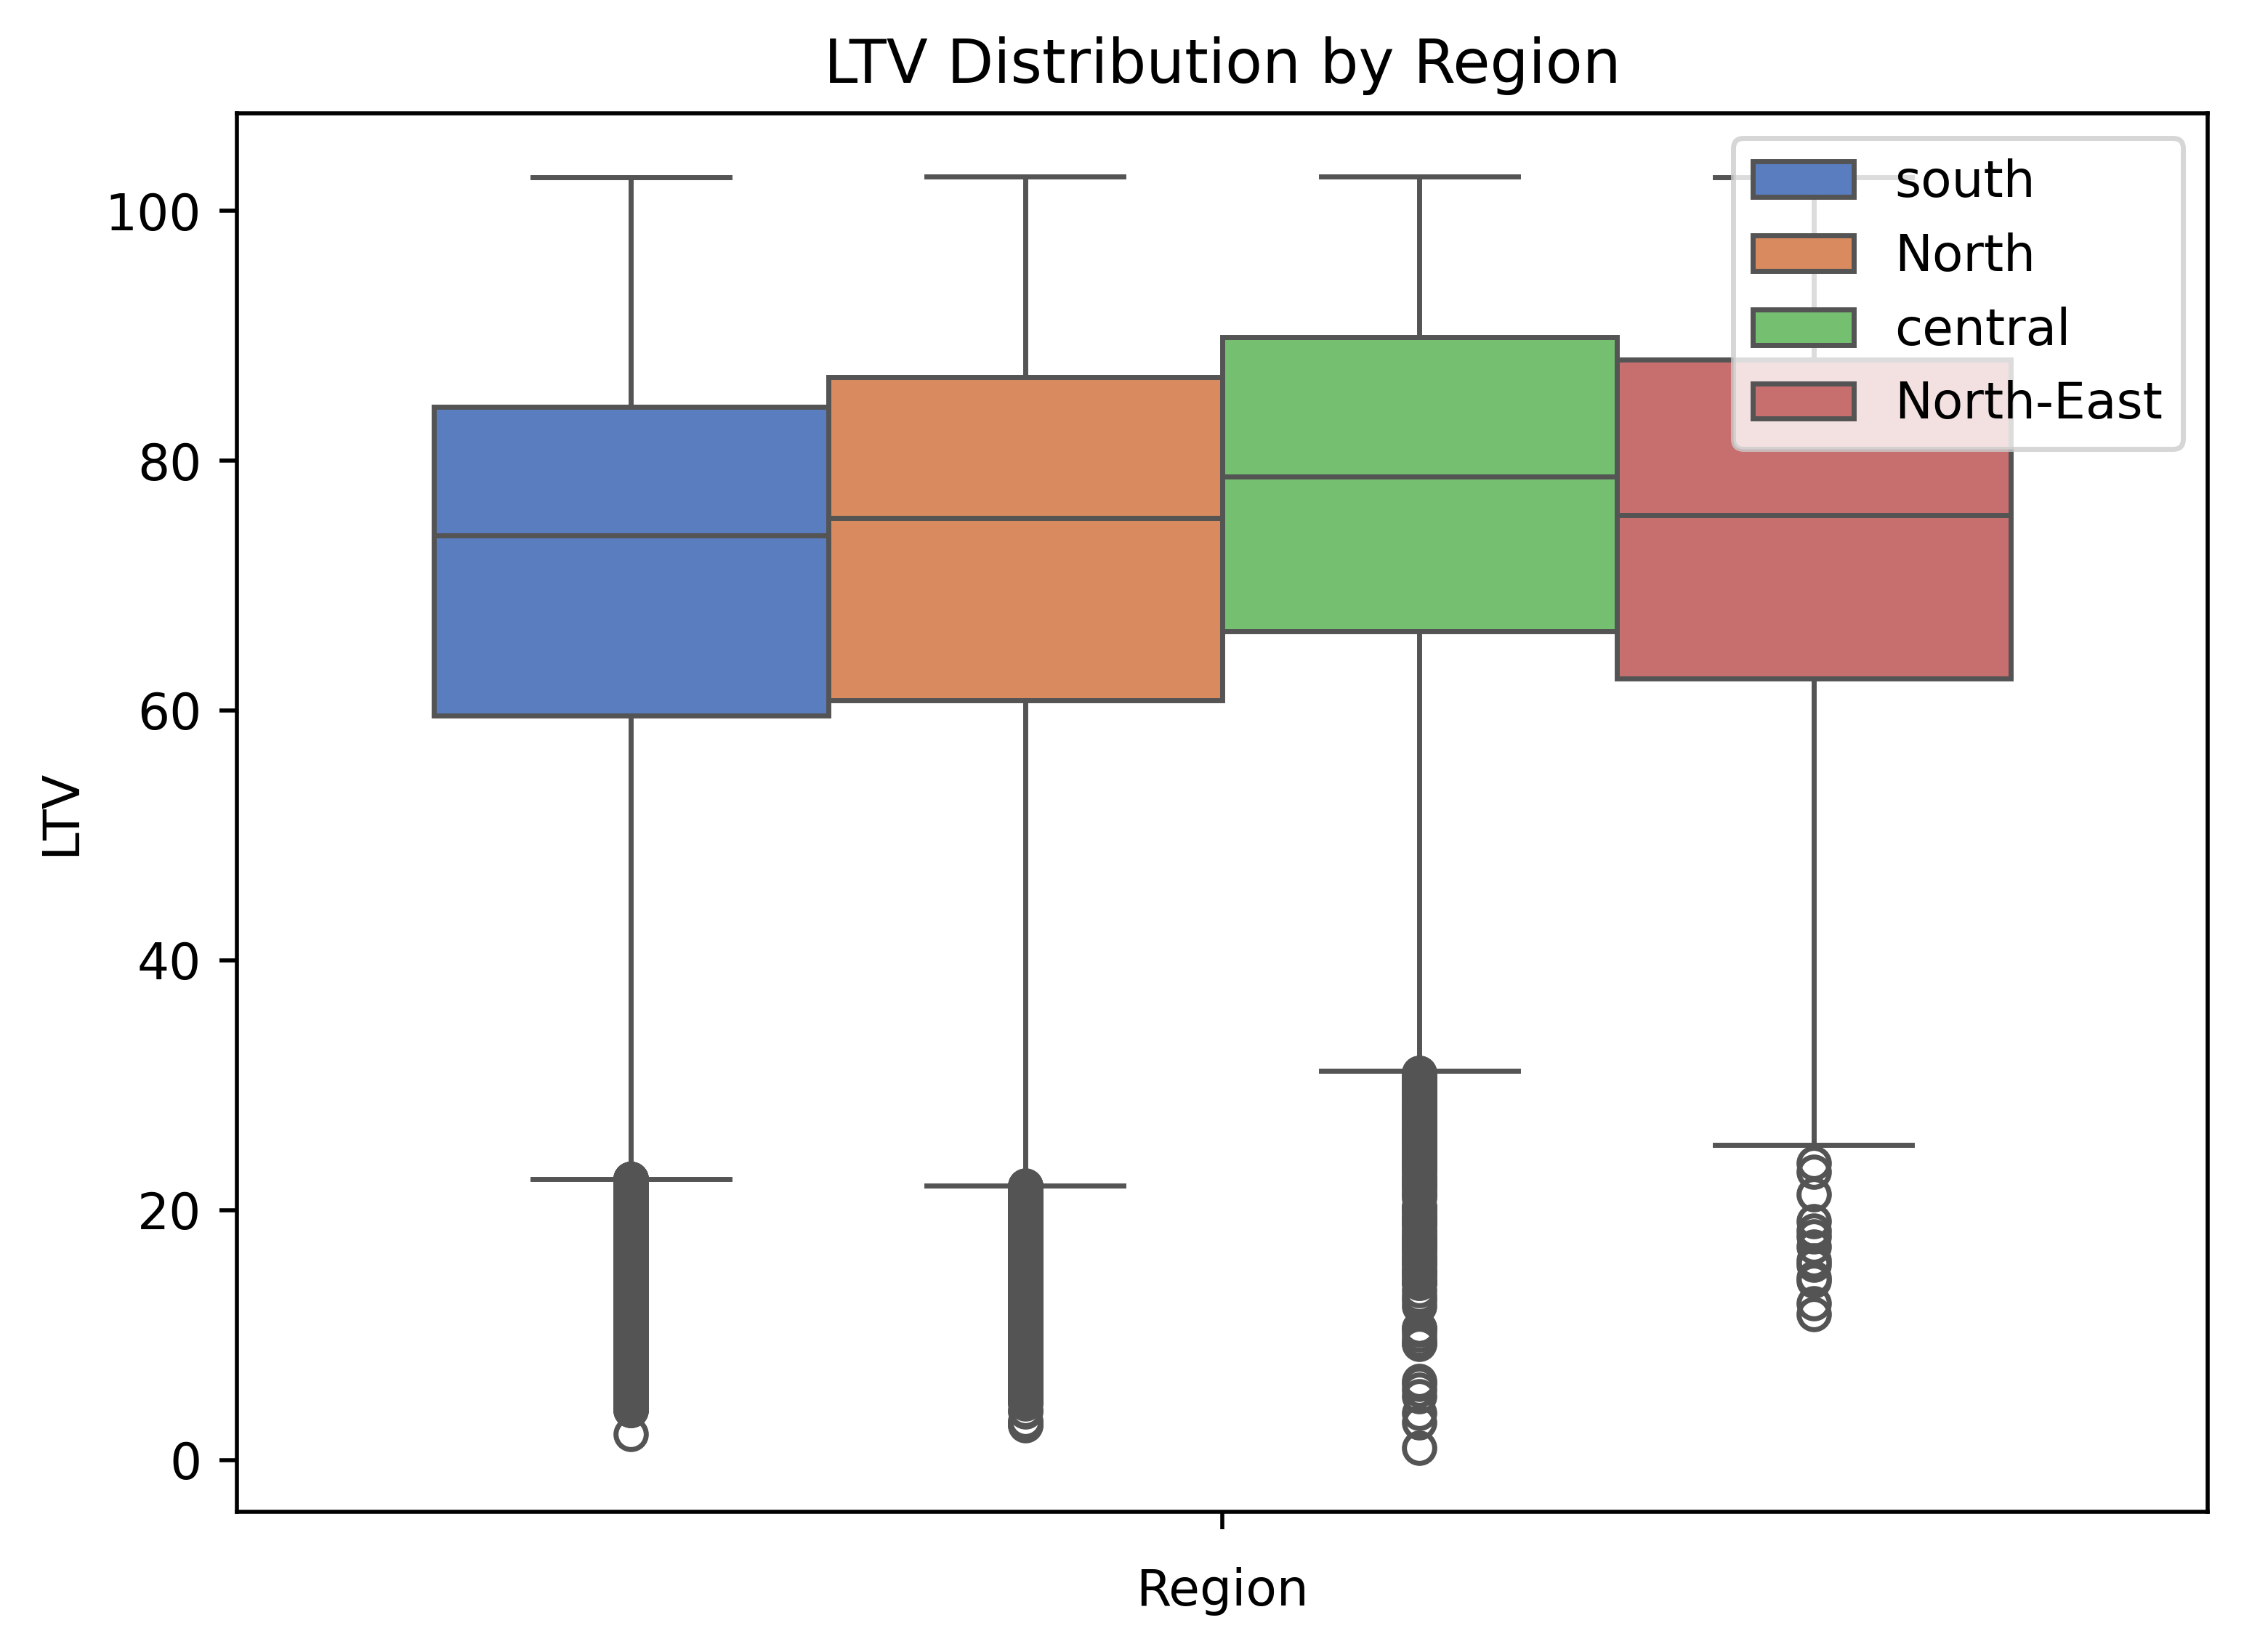 LTV Distribution by Region
south
North
central
North-East
100
80
60
40
20
0
LTV
Region